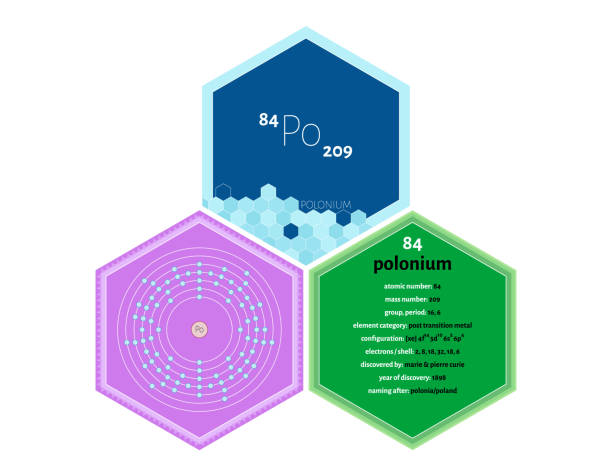 84
Po
209
POLONIUM
Po
84
polonium
atomic number: 84
mass number: 209
group, period: 16, 6
element category: post transition metal
configuration: [xe] 4f¹⁴ 5d¹⁰ 6s² 6p⁴
electrons / shell: 2, 8, 18, 32, 18, 6
discovered by: marie & pierre curie
year of discovery: 1898
naming after: polonia/poland